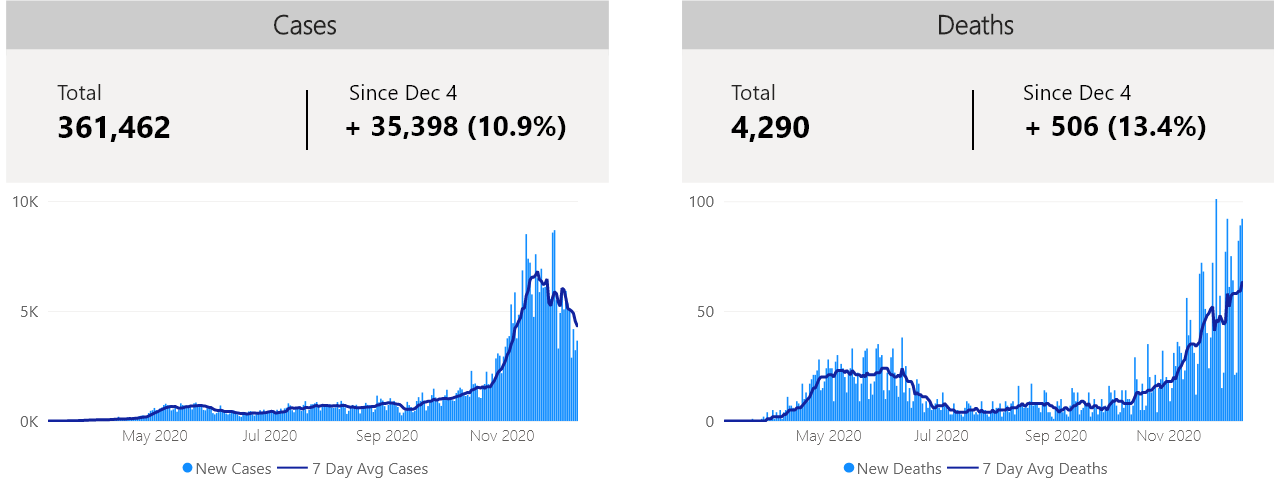 Cases
Total
361,462
Since Dec 4
+ 35,398 (10.9%)
10K
5K
0K
May 2020
Jul 2020
Sep 2020
Nov 2020
New Cases
7 Day Avg Cases
Deaths
Total
4,290
Since Dec 4
+ 506 (13.4%)
100
50
0
May 2020
Jul 2020
Sep 2020
Nov 2020
New Deaths
7 Day Avg Deaths